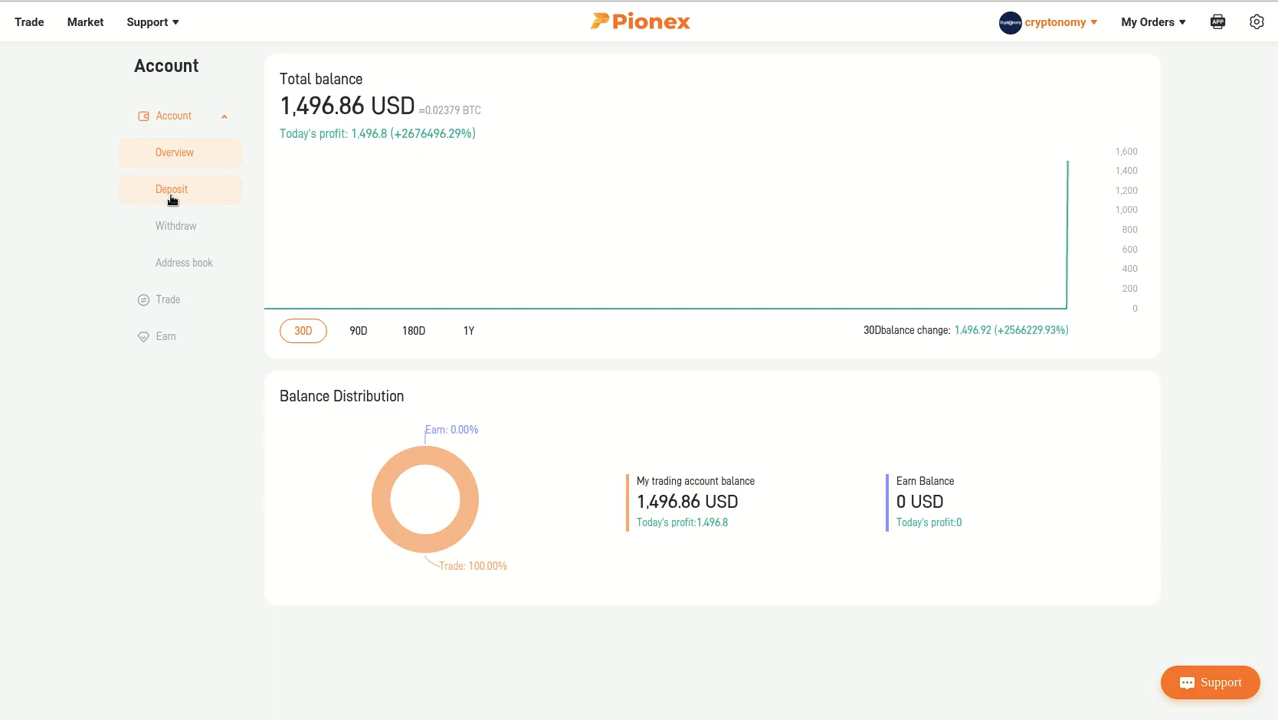 Trade Market Support Pionex cryptonomy My Orders APP
Account
Account
Overview
Deposit
Withdraw
Address book
Trade
Earn
Total balance
1,496.86 USD ≈0.02379 BTC
Today's profit: 1,496.8 (+2676496.29%)
1,600
1,400
1,200
1,000
800
600
400
200
0
30D 90D 180D 1Y 30Dbalance change: 1,496.92 (+2566229.93%)
Balance Distribution
Earn: 0.00%
Trade: 100.00%
My trading account balance
1,496.86 USD
Today's profit:1,496.8
Earn Balance
0 USD
Today's profit:0
Support